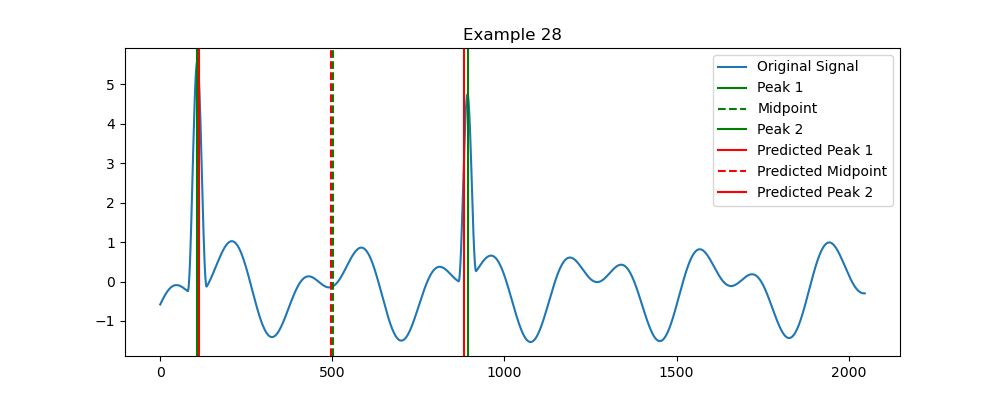 Example 28
Original Signal
Peak 1
Midpoint
Peak 2
Predicted Peak 1
Predicted Midpoint
Predicted Peak 2
5
4
3
2
1
0
−1
0
500
1000
1500
2000